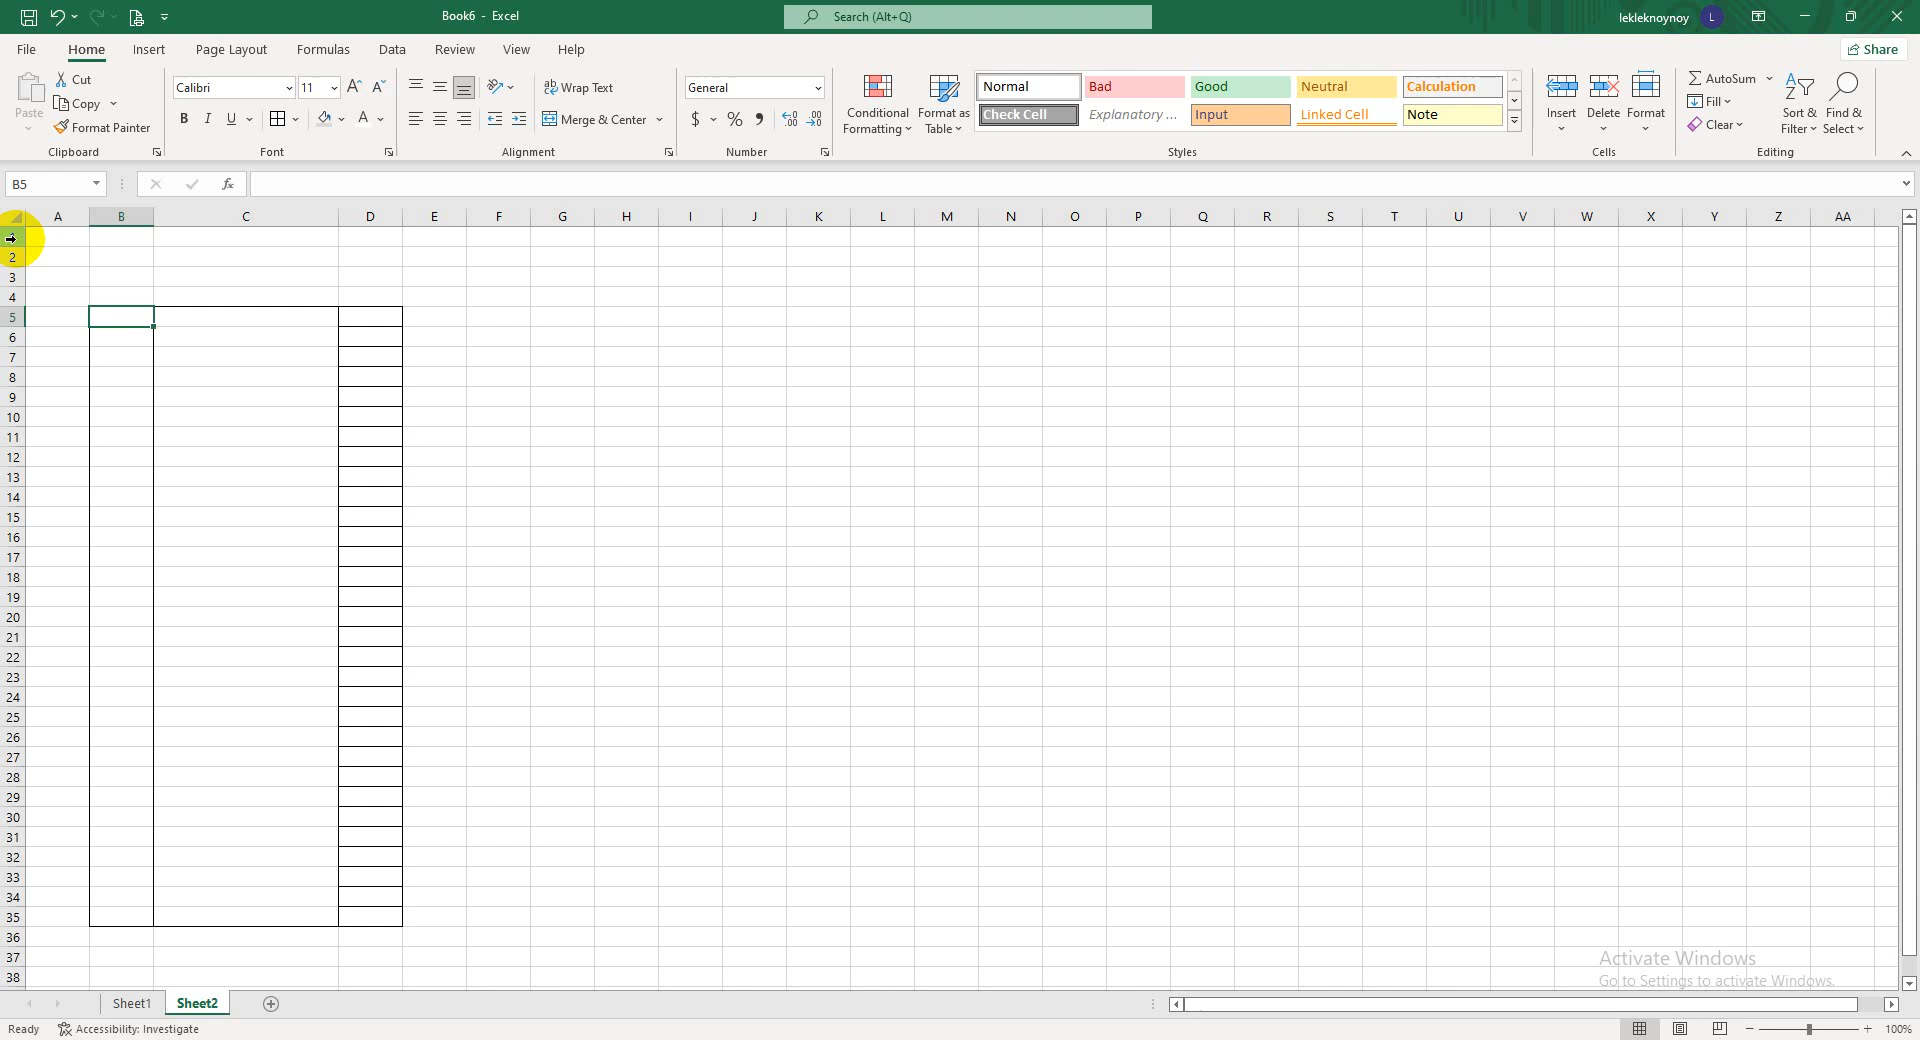 Book6 - Excel
Search (Alt+Q)
lekleknoynoy
L
File Home Insert Page Layout Formulas Data Review View Help
Share
Paste
Cut
Copy
Format Painter
Clipboard
Calibri
11
B I U
A
Font
Wrap Text
Merge & Center
Alignment
General
$ % 9
Number
Conditional
Formatting
Format as
Table
Normal Bad Good Neutral Calculation
Check Cell Explanatory ... Input Linked Cell Note
Styles
Insert Delete Format
Cells
AutoSum
Fill
Clear
Sort &
Filter
Find &
Select
Editing
B5
fx
A B C D E F G H I J K L M N O P Q R S T U V W X Y Z AA
2
3
4
5
6
7
8
9
10
11
12
13
14
15
16
17
18
19
20
21
22
23
24
25
26
27
28
29
30
31
32
33
34
35
36
37
38
Activate Windows
Go to Settings to activate Windows.
Sheet1 Sheet2
Ready Accessibility: Investigate
100%